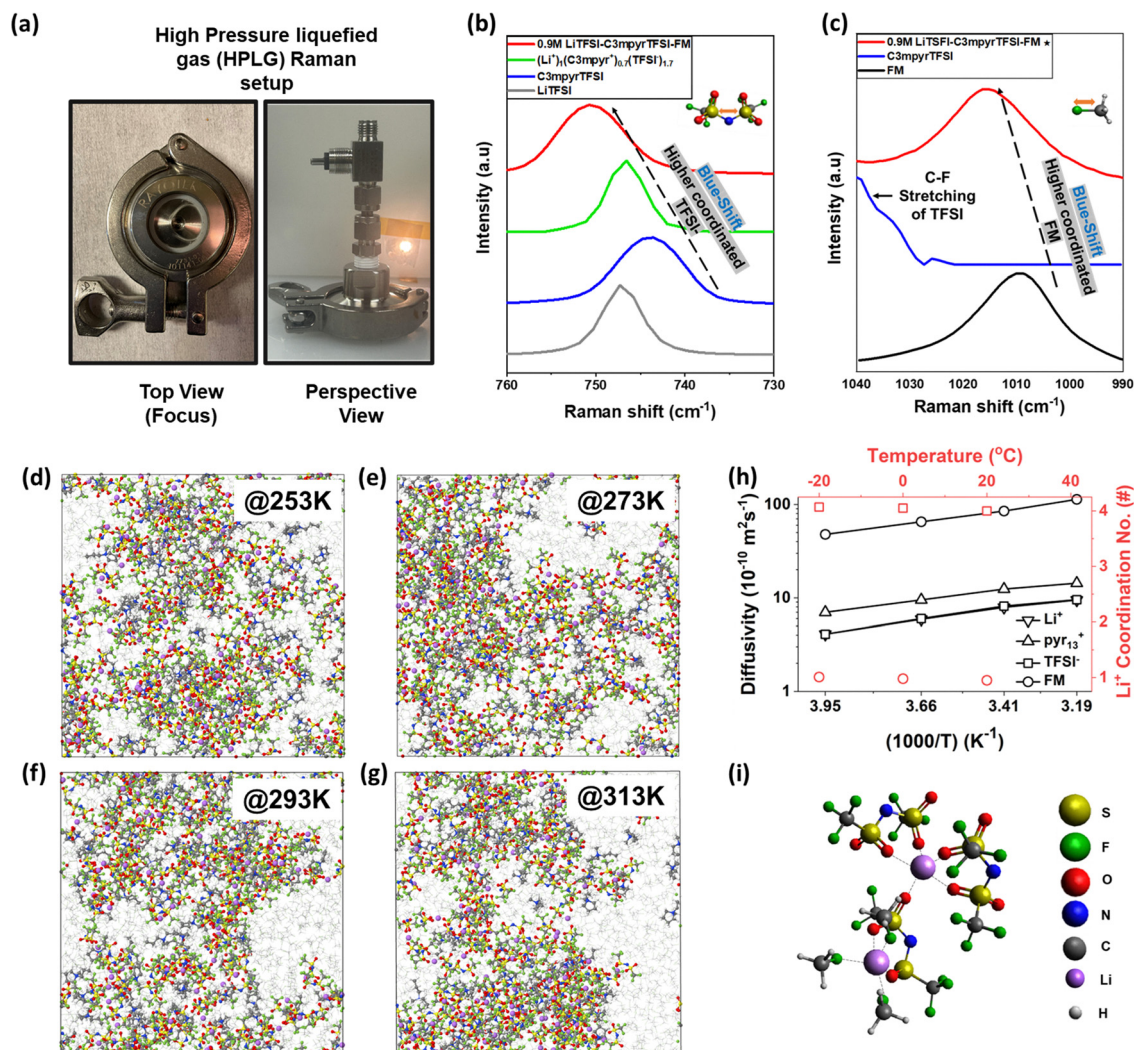 (a)
High Pressure liquefied
gas (HPLG) Raman
setup
Top View
(Focus)
Perspective
View
(b)
0.9M LiTFSI-C3mpyrTFSI-FM
(Li⁺)₁(C3mpyr⁺)₀.₇(TFSI⁻)₁.₇
C3mpyrTFSI
LiTFSI
Blue-Shift
Higher coordinated
TFSI-
Intensity (a.u)
760
750
740
730
Raman shift (cm⁻¹)
(c)
0.9M LiTSFI-C3mpyrTFSI-FM ★
C3mpyrTFSI
FM
C-F
Stretching
of TFSI
Blue-Shift
Higher coordinated
FM
Intensity (a.u)
1040
1030
1020
1010
1000
990
Raman shift (cm⁻¹)
(d)
@253K
(e)
@273K
(f)
@293K
(g)
@313K
(h)
Temperature (°C)
-20
0
20
40
Diffusivity (10⁻¹⁰ m²s⁻¹)
100
10
1
Li⁺
pyr₁₃⁺
TFSI⁻
FM
4
3
2
1
Li⁺ Coordination No. (#)
3.95
3.66
3.41
3.19
(1000/T) (K⁻¹)
(i)
S
F
O
N
C
Li
H